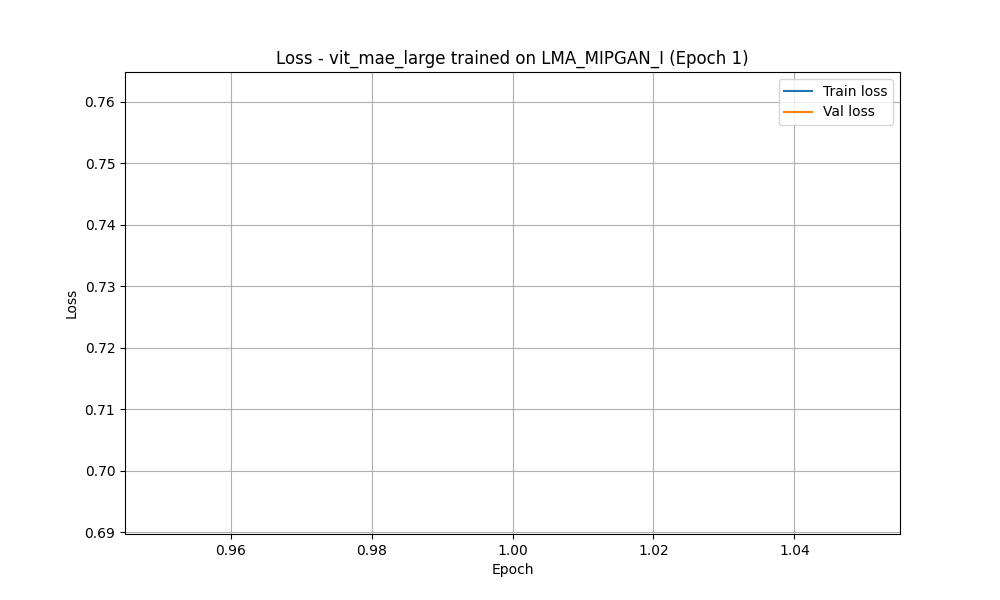 Loss - vit_mae_large trained on LMA_MIPGAN_I (Epoch 1)
Train loss
Val loss
0.76
0.75
0.74
0.73
0.72
0.71
0.70
0.69
Loss
0.96 0.98 1.00 1.02 1.04
Epoch